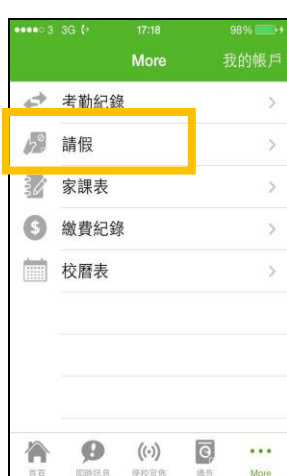 3 3G 17:18 98%
More 我的帳戶
考勤紀錄
請假
家課表
繳費紀錄
$
校曆表
首頁 即時訊息 學校宣佈 通告 More